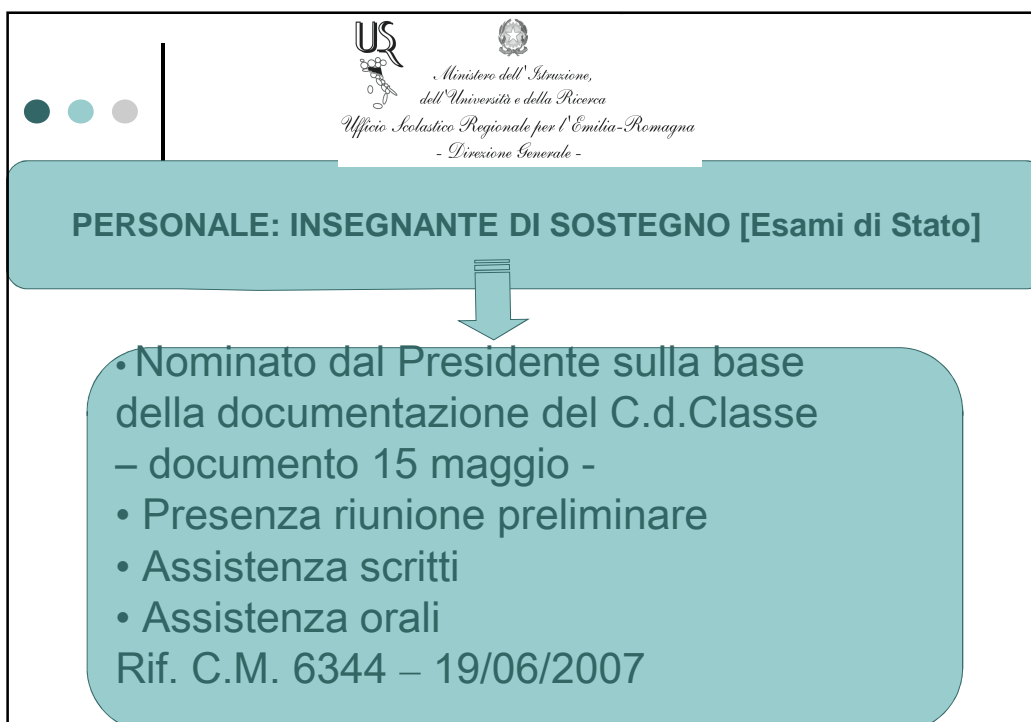 USR
Ministero dell'Istruzione,
dell'Università e della Ricerca
Ufficio Scolastico Regionale per l'Emilia-Romagna
- Direzione Generale -
PERSONALE: INSEGNANTE DI SOSTEGNO [Esami di Stato]
• Nominato dal Presidente sulla base
della documentazione del C.d.Classe
– documento 15 maggio -
• Presenza riunione preliminare
• Assistenza scritti
• Assistenza orali
Rif. C.M. 6344 – 19/06/2007